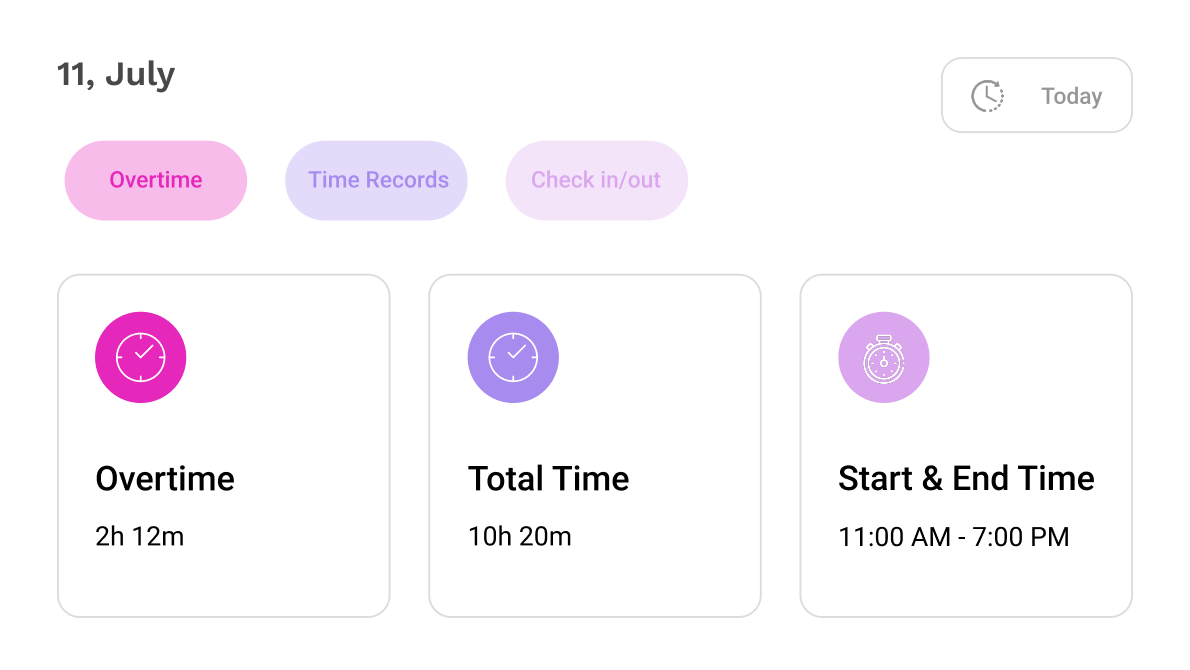 11, July
Today
Overtime
Time Records
Check in/out
Overtime
2h 12m
Total Time
10h 20m
Start & End Time
11:00 AM - 7:00 PM